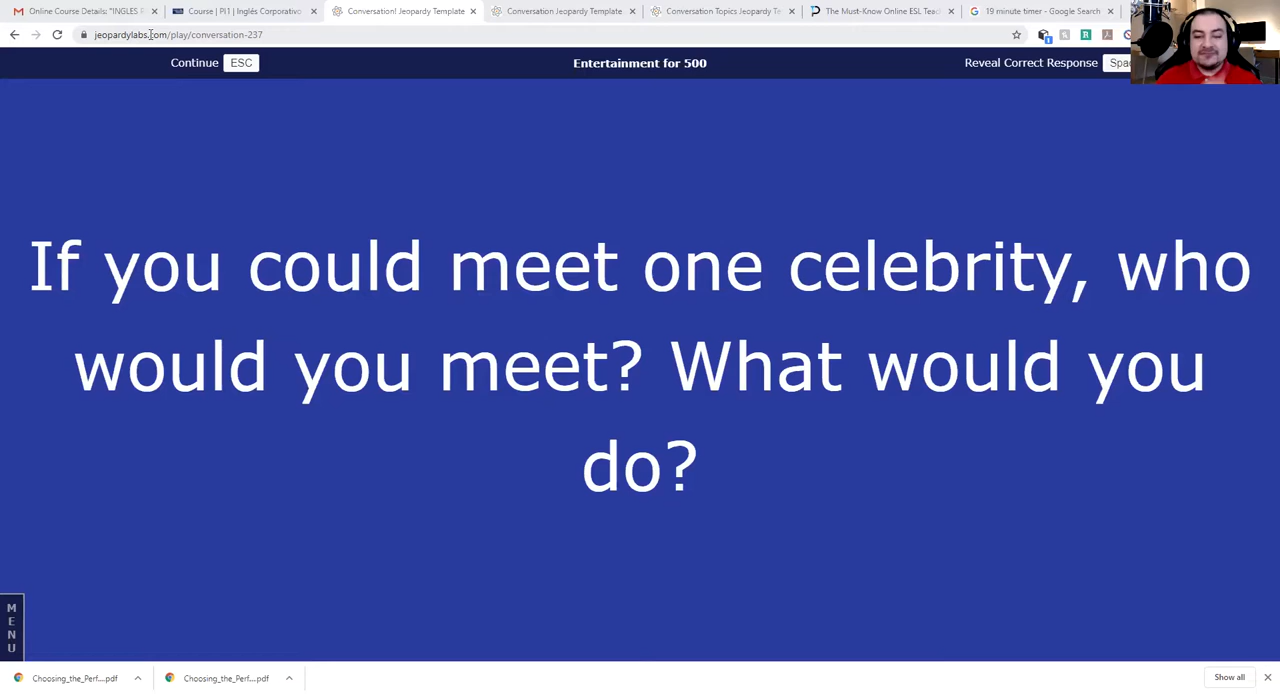 Online Course Details: "INGLES P
Course | PI1 | Inglés Corporativo
Conversation! Jeopardy Template
Conversation Jeopardy Template
Conversation Topics Jeopardy Te
The Must-Know Online ESL Teac
19 minute timer - Google Search
jeopardylabs.com/play/conversation-237
Continue ESC
Entertainment for 500
Reveal Correct Response Spac
If you could meet one celebrity, who
would you meet? What would you
do?
MENU
Choosing_the_Perf....pdf
Choosing_the_Perf....pdf
Show all